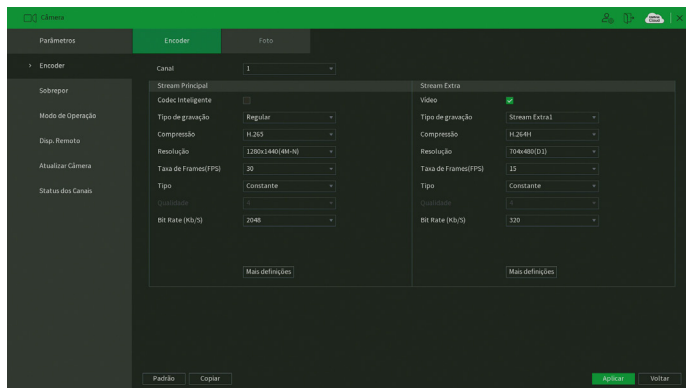 Câmera
Parâmetros
Encoder
Sobrepor
Modo de Operação
Disp. Remoto
Atualizar Câmera
Status dos Canais
Encoder Foto
Canal 1
Stream Principal
Codec Inteligente
Tipo de gravação Regular
Compressão H.265
Resolução 1280x1440(4M-N)
Taxa de Frames(FPS) 30
Tipo Constante
Qualidade 4
Bit Rate (Kb/S) 2048
Mais definições
Stream Extra
Vídeo
Tipo de gravação Stream Extra1
Compressão H.264H
Resolução 704x480(D1)
Taxa de Frames(FPS) 15
Tipo Constante
Qualidade 4
Bit Rate (Kb/S) 320
Mais definições
Padrão Copiar Aplicar Voltar